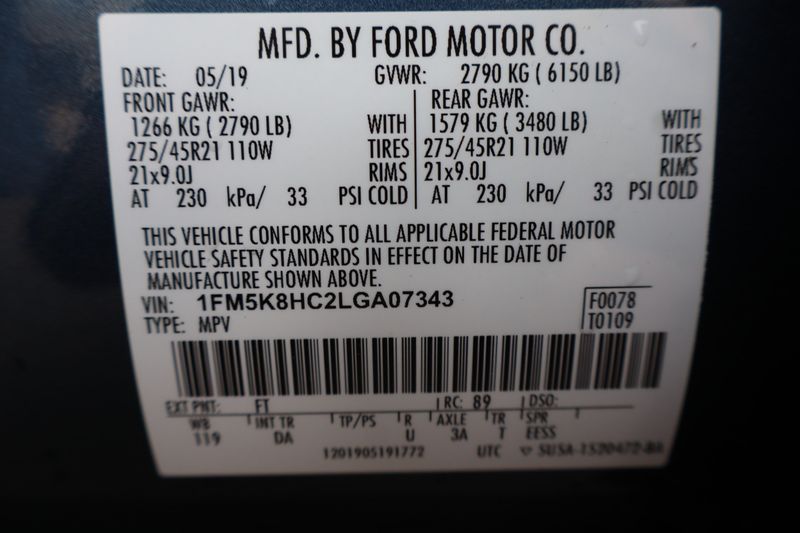 MFD. BY FORD MOTOR CO.
DATE: 05/19 GVWR: 2790 KG ( 6150 LB)
FRONT GAWR: REAR GAWR:
1266 KG ( 2790 LB) WITH 1579 KG ( 3480 LB) WITH
275/45R21 110W TIRES 275/45R21 110W TIRES
21x9.0J RIMS 21x9.0J RIMS
AT 230 kPa/ 33 PSI COLD AT 230 kPa/ 33 PSI COLD
THIS VEHICLE CONFORMS TO ALL APPLICABLE FEDERAL MOTOR
VEHICLE SAFETY STANDARDS IN EFFECT ON THE DATE OF
MANUFACTURE SHOWN ABOVE.
VIN: 1FM5K8HC2LGA07343 F0078
TYPE: MPV T0109
EXT PNT: FT RC: 89 DSO:
WB INT TR TP/PS R AXLE TR SPR
119 DA U 3A T EESS
1201905191772 UTC SUSA-1520472-BA